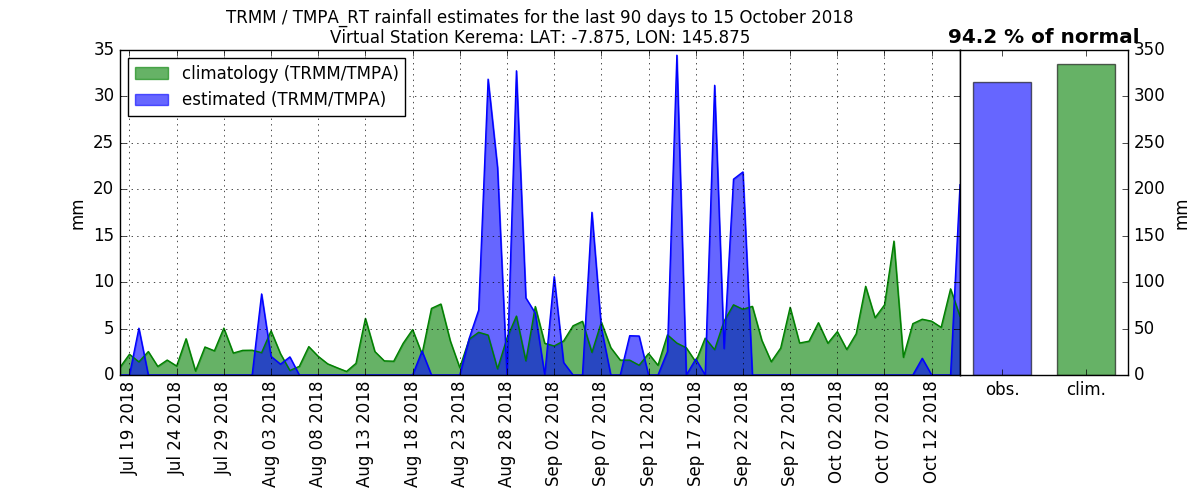 TRMM / TMPA_RT rainfall estimates for the last 90 days to 15 October 2018
Virtual Station Kerema: LAT: -7.875, LON: 145.875
94.2 % of normal
climatology (TRMM/TMPA)
estimated (TRMM/TMPA)
35
30
25
20
15
10
5
0
mm
350
300
250
200
150
100
50
0
mm
Jul 19 2018
Jul 24 2018
Jul 29 2018
Aug 03 2018
Aug 08 2018
Aug 13 2018
Aug 18 2018
Aug 23 2018
Aug 28 2018
Sep 02 2018
Sep 07 2018
Sep 12 2018
Sep 17 2018
Sep 22 2018
Sep 27 2018
Oct 02 2018
Oct 07 2018
Oct 12 2018
obs.
clim.